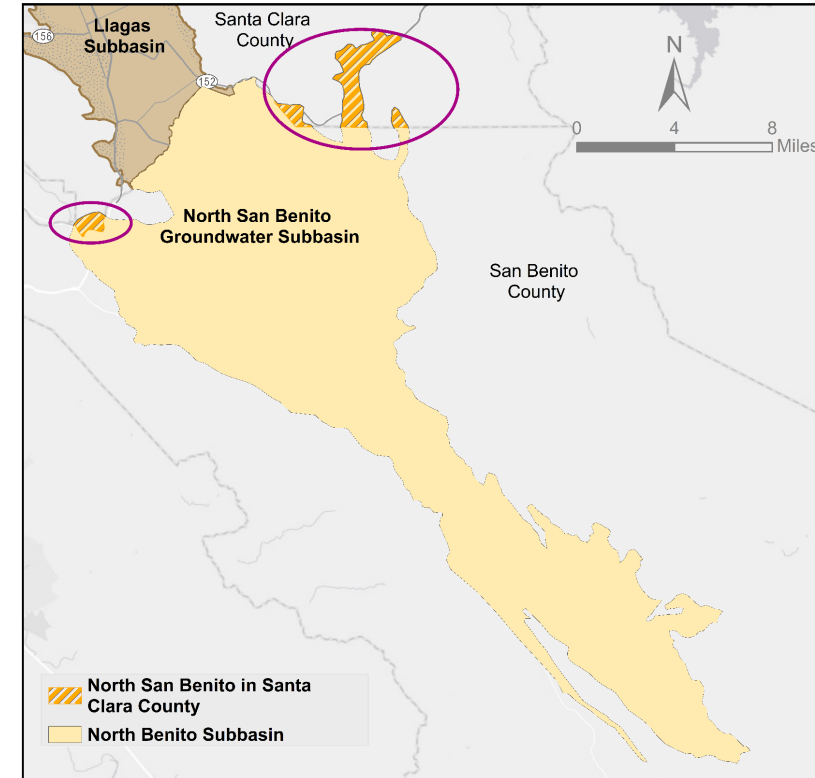 Santa Clara
County
Llagas
Subbasin
156
152
N
0 4 8
Miles
North San Benito
Groundwater Subbasin
San Benito
County
North San Benito in Santa
Clara County
North Benito Subbasin